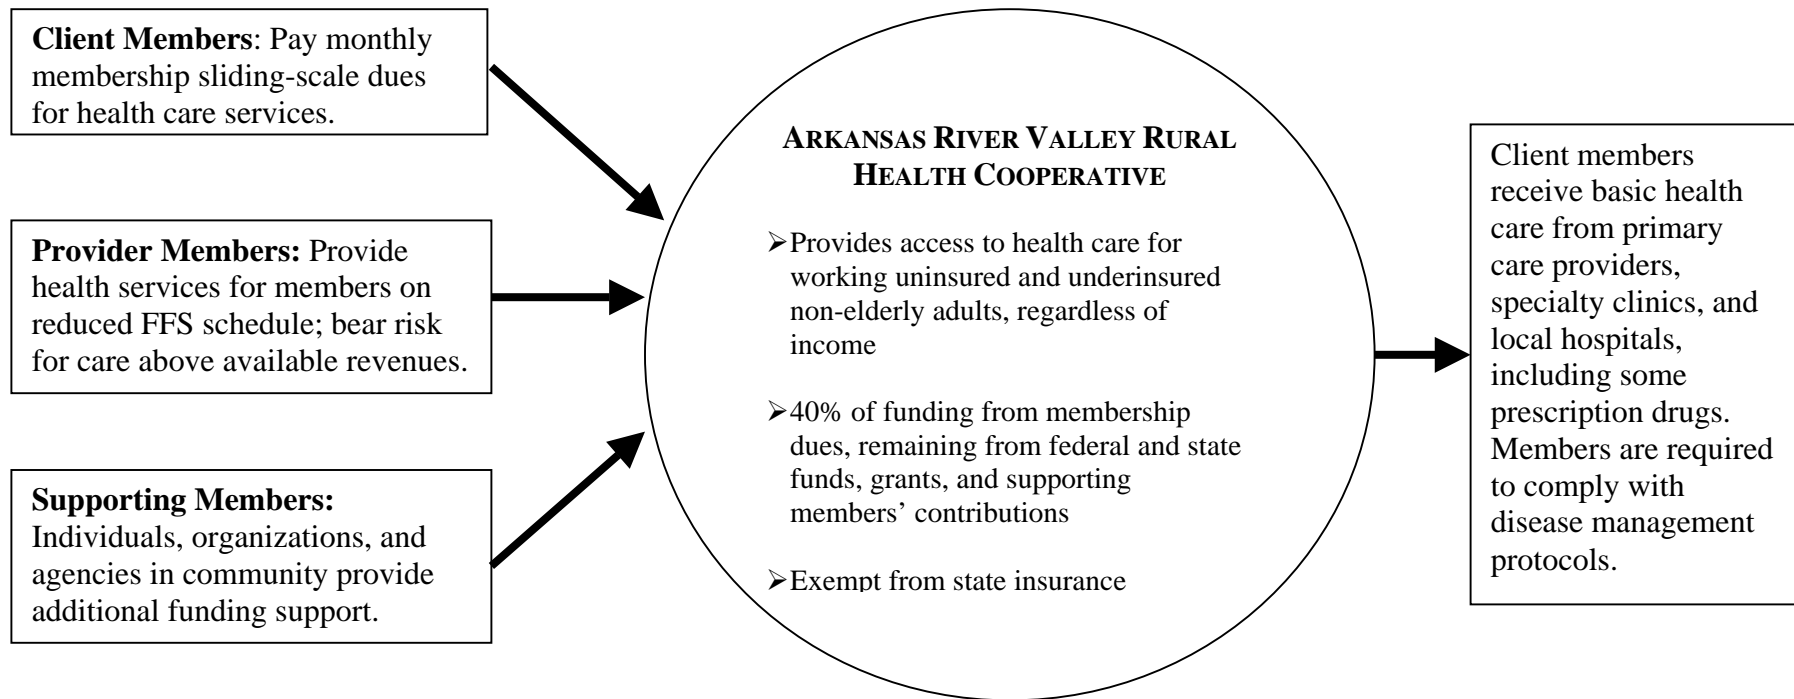 Client Members: Pay monthly
membership sliding-scale dues
for health care services.
Provider Members: Provide
health services for members on
reduced FFS schedule; bear risk
for care above available revenues.
Supporting Members:
Individuals, organizations, and
agencies in community provide
additional funding support.
ARKANSAS RIVER VALLEY RURAL
HEALTH COOPERATIVE
➢Provides access to health care for
working uninsured and underinsured
non-elderly adults, regardless of
income
➢40% of funding from membership
dues, remaining from federal and state
funds, grants, and supporting
members’ contributions
➢Exempt from state insurance
Client members
receive basic health
care from primary
care providers,
specialty clinics, and
local hospitals,
including some
prescription drugs.
Members are required
to comply with
disease management
protocols.